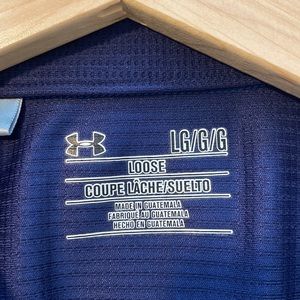 LG/G/G
LOOSE
COUPE LÂCHE/SUELTO
MADE IN GUATEMALA
FABRIQUÉ AU GUATEMALA
HECHO EN GUATEMALA